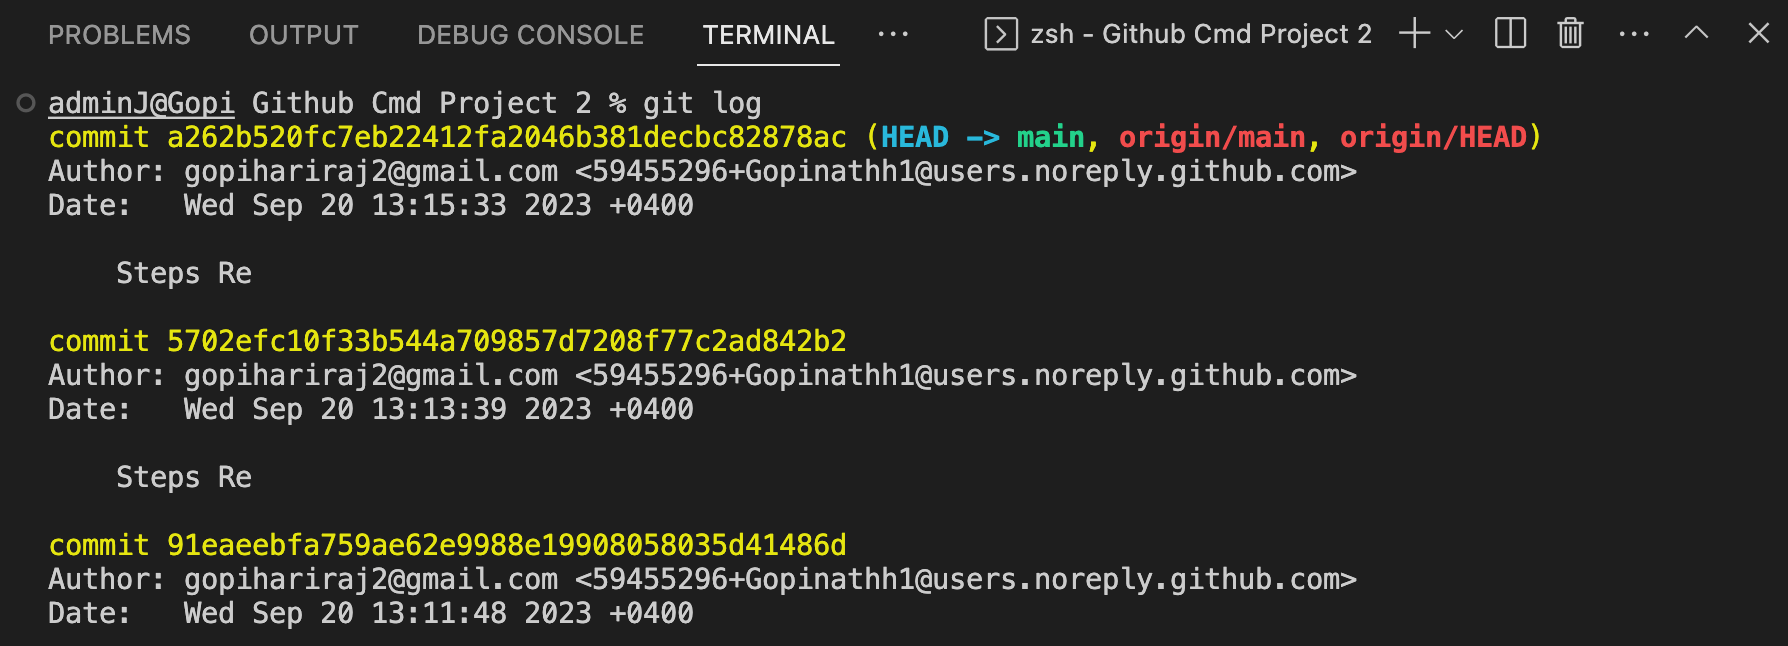 PROBLEMS OUTPUT DEBUG CONSOLE TERMINAL ··· zsh - Github Cmd Project 2
adminJ@Gopi Github Cmd Project 2 % git log
commit a262b520fc7eb22412fa2046b381decbc82878ac (HEAD -> main, origin/main, origin/HEAD)
Author: gopihariraj2@gmail.com <59455296+Gopinathh1@users.noreply.github.com>
Date:   Wed Sep 20 13:15:33 2023 +0400
    Steps Re
commit 5702efc10f33b544a709857d7208f77c2ad842b2
Author: gopihariraj2@gmail.com <59455296+Gopinathh1@users.noreply.github.com>
Date:   Wed Sep 20 13:13:39 2023 +0400
    Steps Re
commit 91eaeebfa759ae62e9988e19908058035d41486d
Author: gopihariraj2@gmail.com <59455296+Gopinathh1@users.noreply.github.com>
Date:   Wed Sep 20 13:11:48 2023 +0400